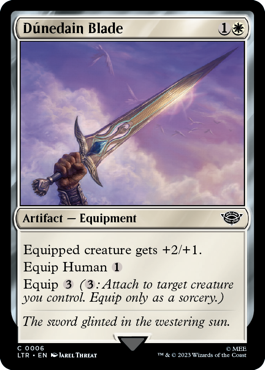 Dúnedain Blade 1
Artifact — Equipment
Equipped creature gets +2/+1.
Equip Human 1
Equip 3 (3: Attach to target creature
you control. Equip only as a sorcery.)
The sword glinted in the westering sun.
C 0006
LTR • EN JAREL THREAT
© MEE
™ & © 2023 Wizards of the Coast